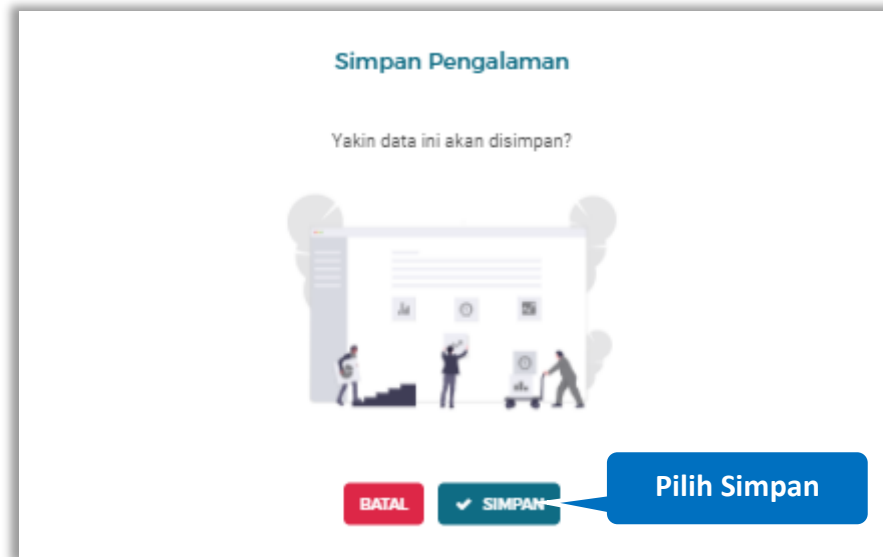 Simpan Pengalaman
Yakin data ini akan disimpan?
BATAL
SIMPAN
Pilih Simpan